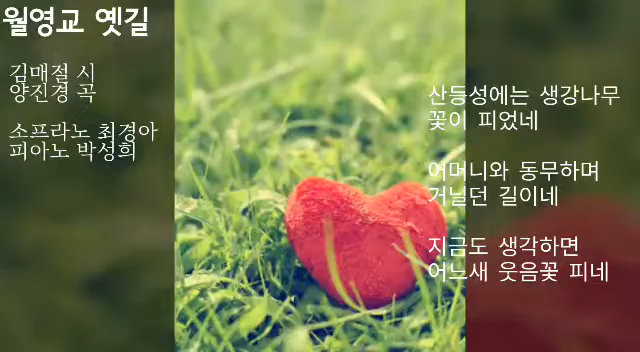 월영교 옛길
김매절 시
양진경 곡
소프라노 최경아
피아노 박성희
산등성에는 생강나무
꽃이 피었네
어머니와 동무하며
거닐던 길이네
지금도 생각하면
어느새 웃음꽃 피네